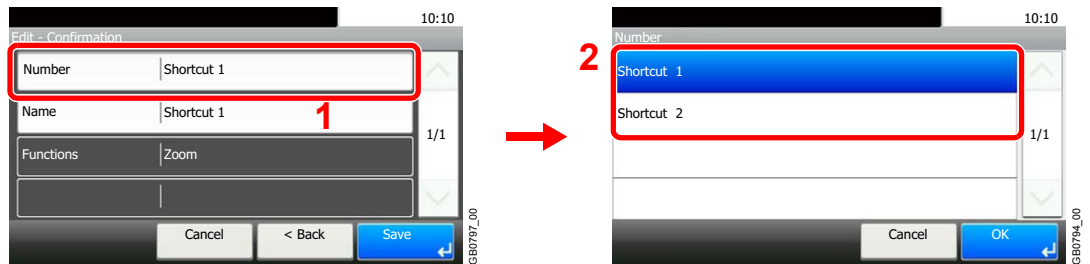 10:10
Edit - Confirmation
Number Shortcut 1
Name Shortcut 1
1
1/1
Functions Zoom
Cancel < Back Save
GB0797_00
10:10
Number
2
Shortcut 1
Shortcut 2
1/1
Cancel OK
GB0794_00